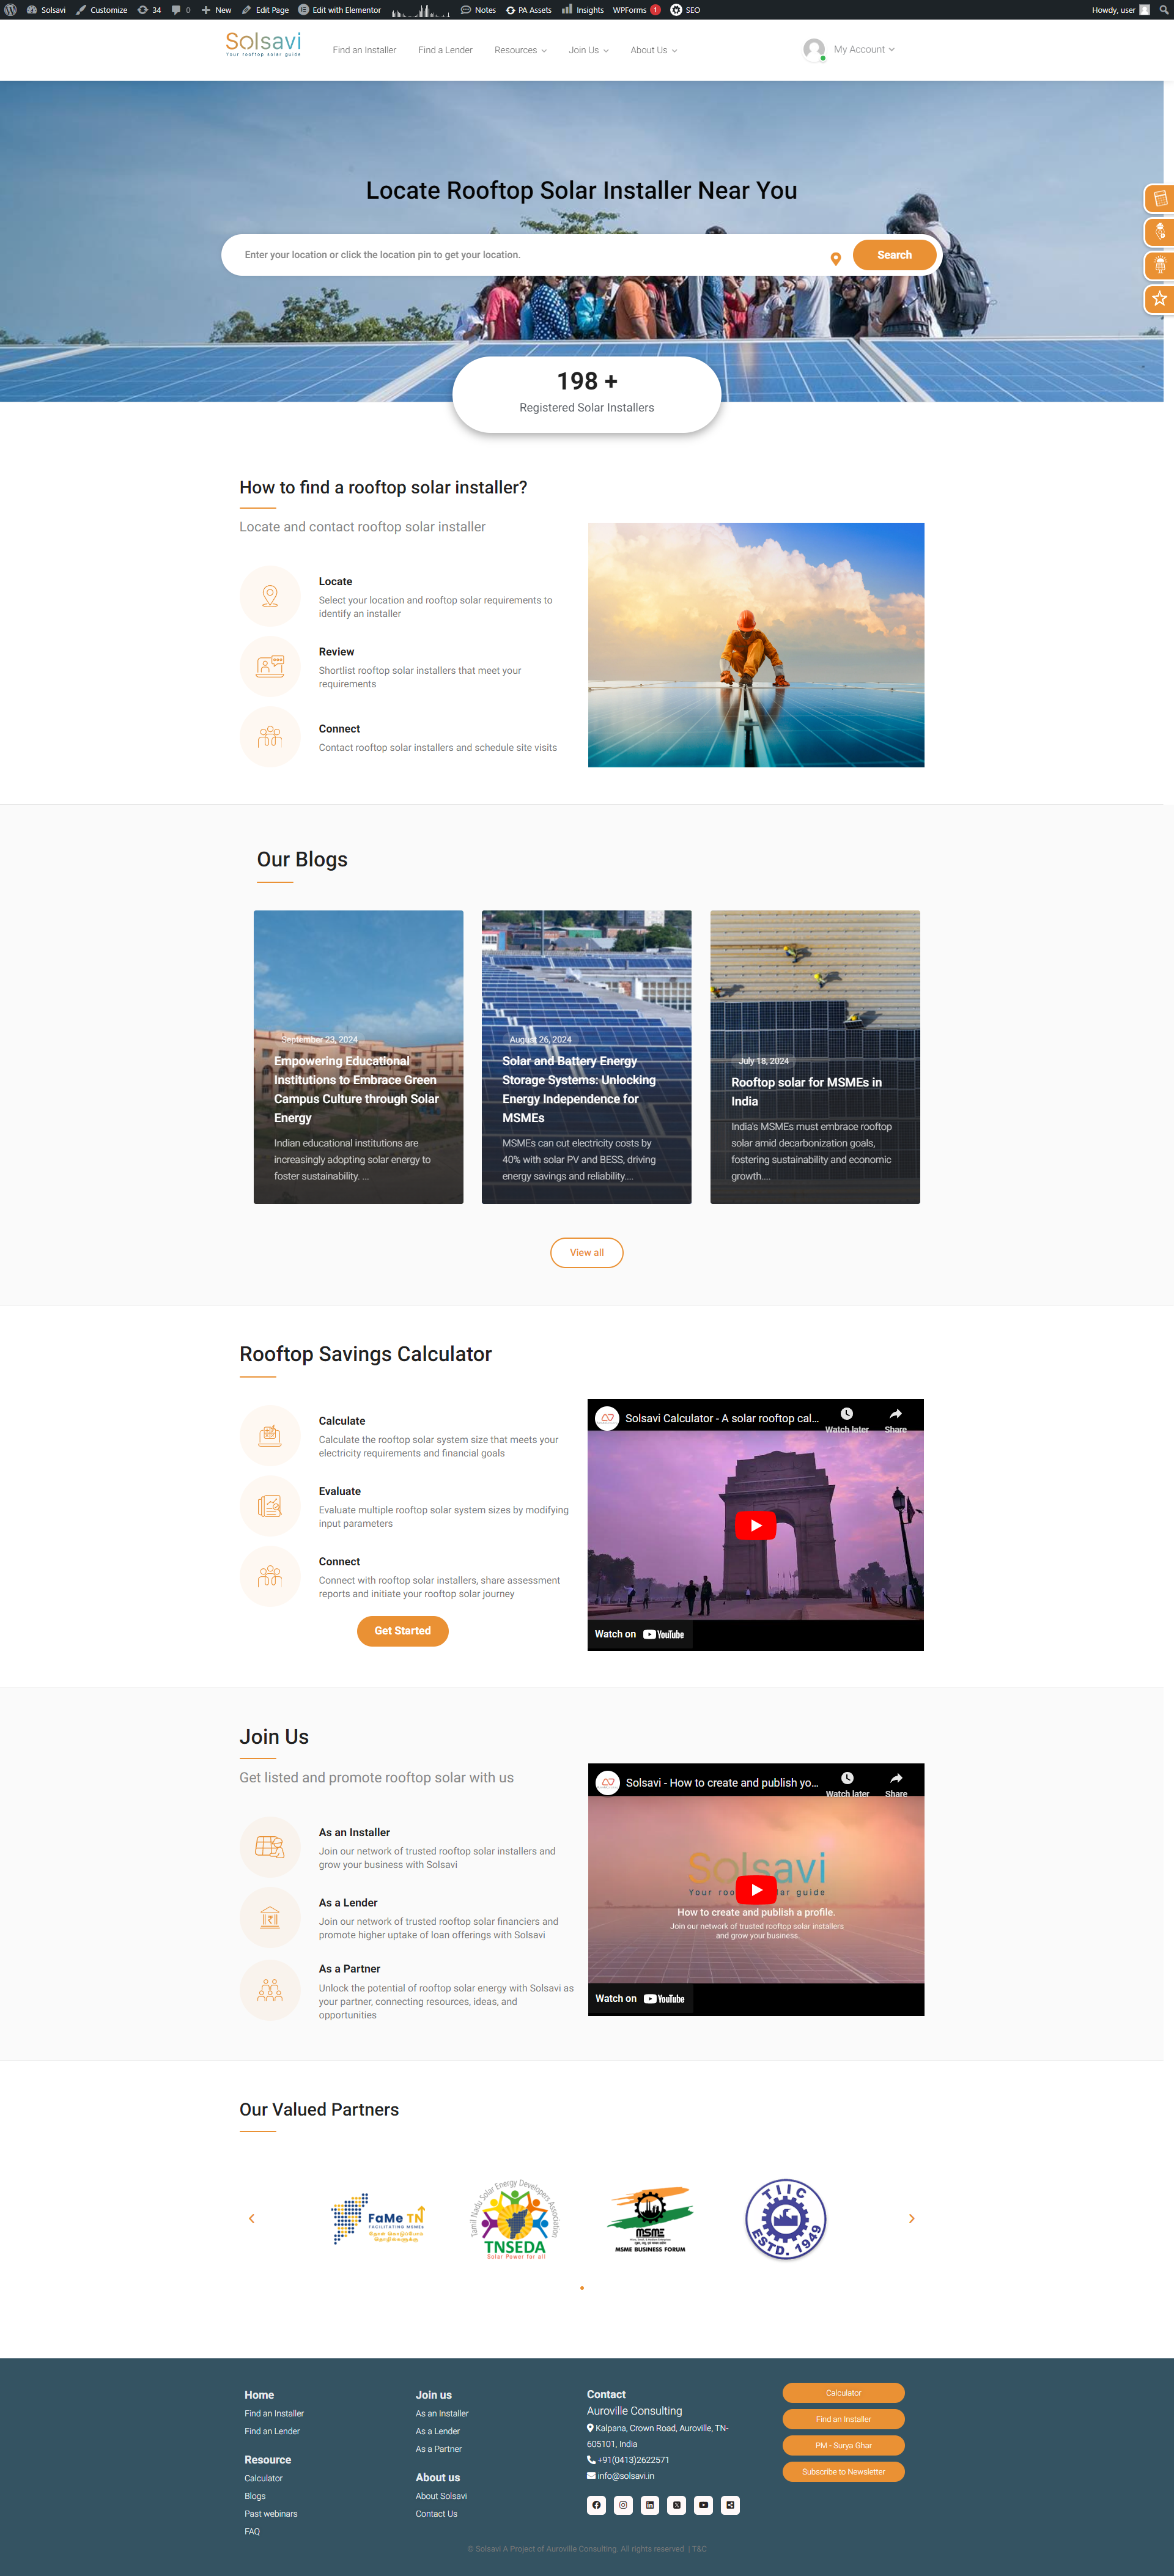 Solsavi
Customize
34
0
New
Edit Page
Edit with Elementor
Notes
PA Assets
Insights
WPForms 1
SEO
Howdy, user
Solsavi
Your rooftop solar guide
Find an Installer
Find a Lender
Resources
Join Us
About Us
My Account
Locate Rooftop Solar Installer Near You
Enter your location or click the location pin to get your location.
Search
198 +
Registered Solar Installers
How to find a rooftop solar installer?
Locate and contact rooftop solar installer
Locate
Select your location and rooftop solar requirements to
identify an installer
Review
Shortlist rooftop solar installers that meet your
requirements
Connect
Contact rooftop solar installers and schedule site visits
Our Blogs
September 23, 2024
Empowering Educational
Institutions to Embrace Green
Campus Culture through Solar
Energy
Indian educational institutions are
increasingly adopting solar energy to
foster sustainability. ...
August 26, 2024
Solar and Battery Energy
Storage Systems: Unlocking
Energy Independence for
MSMEs
MSMEs can cut electricity costs by
40% with solar PV and BESS, driving
energy savings and reliability....
July 18, 2024
Rooftop solar for MSMEs in
India
India's MSMEs must embrace rooftop
solar amid decarbonization goals,
fostering sustainability and economic
growth....
View all
Rooftop Savings Calculator
Calculate
Calculate the rooftop solar system size that meets your
electricity requirements and financial goals
Evaluate
Evaluate multiple rooftop solar system sizes by modifying
input parameters
Connect
Connect with rooftop solar installers, share assessment
reports and initiate your rooftop solar journey
Get Started
Solsavi Calculator - A solar rooftop cal...
Watch later
Share
Watch on YouTube
Join Us
Get listed and promote rooftop solar with us
As an Installer
Join our network of trusted rooftop solar installers and
grow your business with Solsavi
As a Lender
Join our network of trusted rooftop solar financiers and
promote higher uptake of loan offerings with Solsavi
As a Partner
Unlock the potential of rooftop solar energy with Solsavi as
your partner, connecting resources, ideas, and
opportunities
Solsavi - How to create and publish yo...
Watch later
Share
Solsavi
How to create and publish a profile.
Join our network of trusted rooftop solar installers
and grow your business.
Watch on YouTube
Our Valued Partners
FaMe TN
FACILITATING MSMES
Tamil Nadu Solar Energy Developers Association
TNSEDA
Solar Power for all
MSME
MSME BUSINESS FORUM
TIIC
ESTD. 1949
Home
Find an Installer
Find an Lender
Resource
Calculator
Blogs
Past webinars
FAQ
Join us
As an Installer
As a Lender
As a Partner
About us
About Solsavi
Contact Us
Contact
Auroville Consulting
Kalpana, Crown Road, Auroville, TN-
605101, India
+91(0413)2622571
info@solsavi.in
Calculator
Find an Installer
PM - Surya Ghar
Subscribe to Newsletter
© Solsavi A Project of Auroville Consulting. All rights reserved | T&C